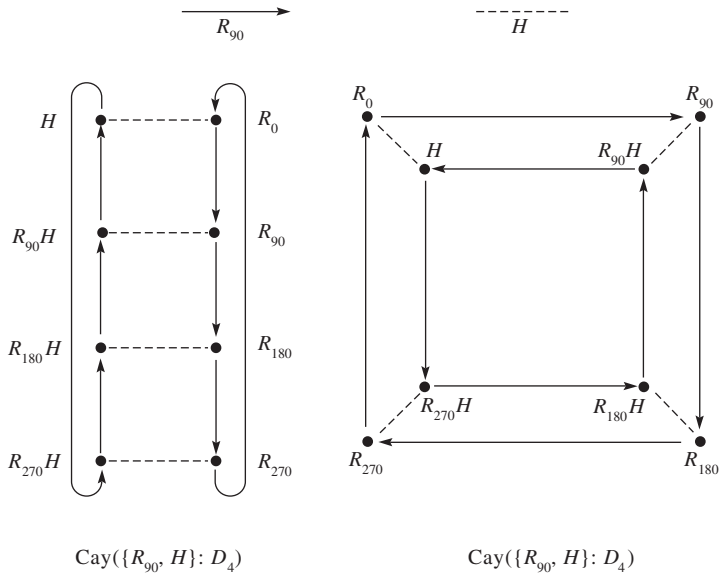 R₉₀ H
H R₀ R₀ R₉₀
H R₉₀H
R₉₀H R₉₀
R₁₈₀H R₁₈₀
R₂₇₀H R₁₈₀H
R₂₇₀H R₂₇₀ R₂₇₀ R₁₈₀
Cay({R₉₀, H}: D₄) Cay({R₉₀, H}: D₄)